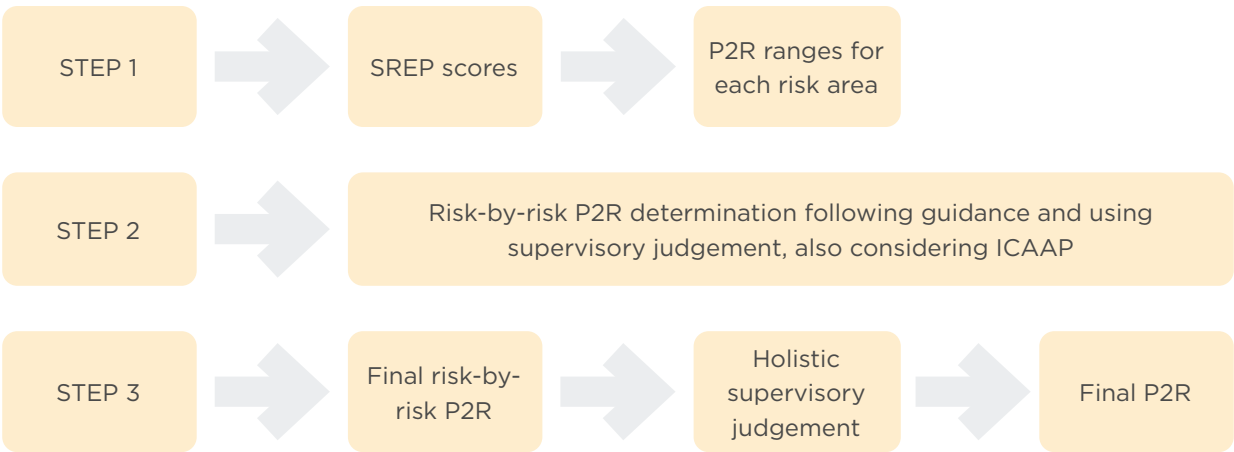 STEP 1
SREP scores
P2R ranges for
each risk area
STEP 2
Risk-by-risk P2R determination following guidance and using
supervisory judgement, also considering ICAAP
STEP 3
Final risk-by-
risk P2R
Holistic
supervisory
judgement
Final P2R